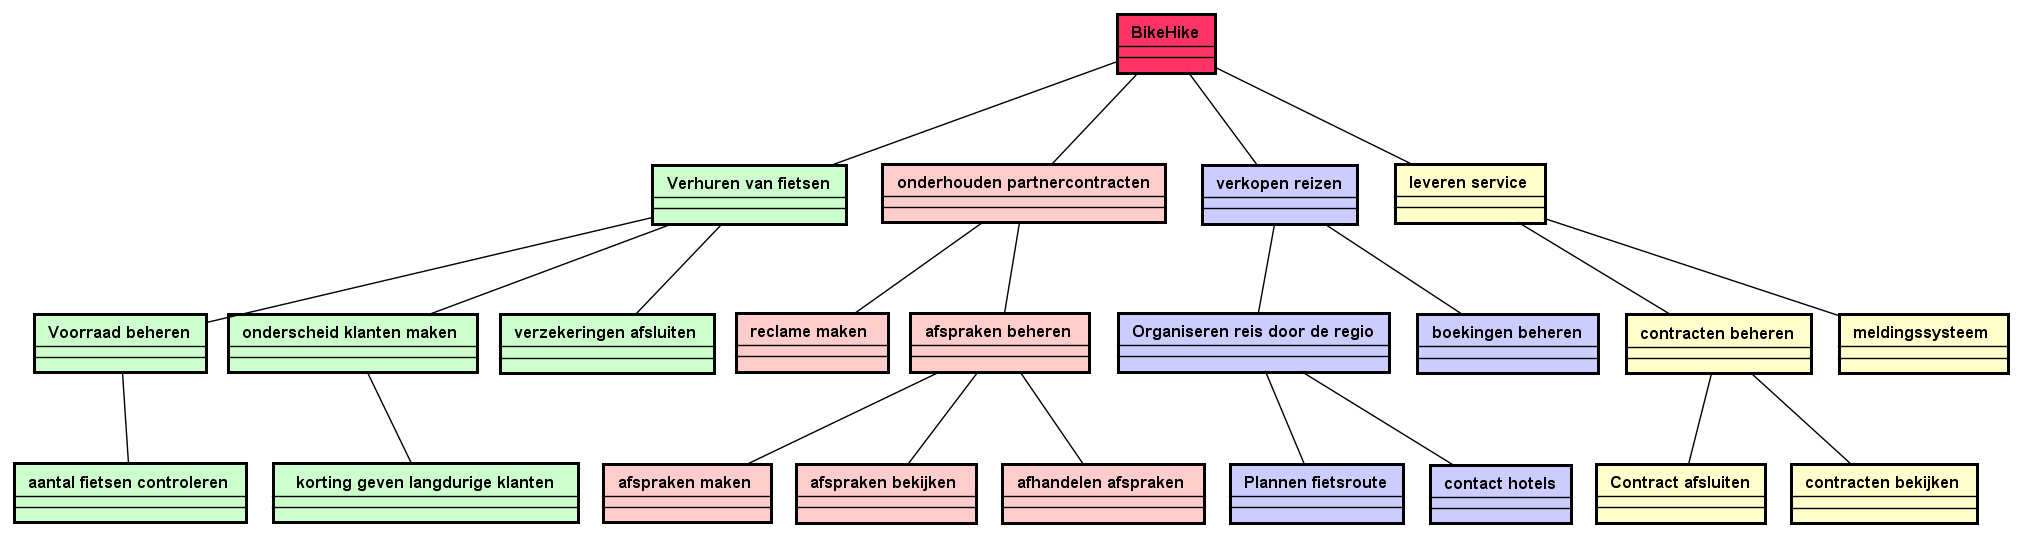 BikeHike
Verhuren van fietsen
onderhouden partnercontracten
verkopen reizen
leveren service
Voorraad beheren
onderscheid klanten maken
verzekeringen afsluiten
reclame maken
afspraken beheren
Organiseren reis door de regio
boekingen beheren
contracten beheren
meldingssysteem
aantal fietsen controleren
korting geven langdurige klanten
afspraken maken
afspraken bekijken
afhandelen afspraken
Plannen fietsroute
contact hotels
Contract afsluiten
contracten bekijken